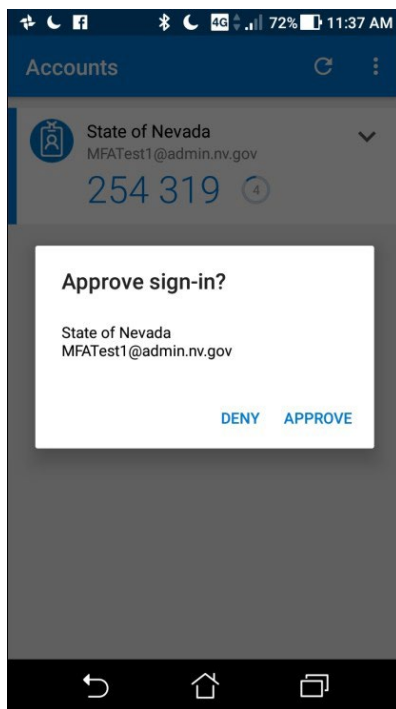 4G 72% 11:37 AM
Accounts
State of Nevada
MFATest1@admin.nv.gov
254 319 4
Approve sign-in?
State of Nevada
MFATest1@admin.nv.gov
DENY APPROVE